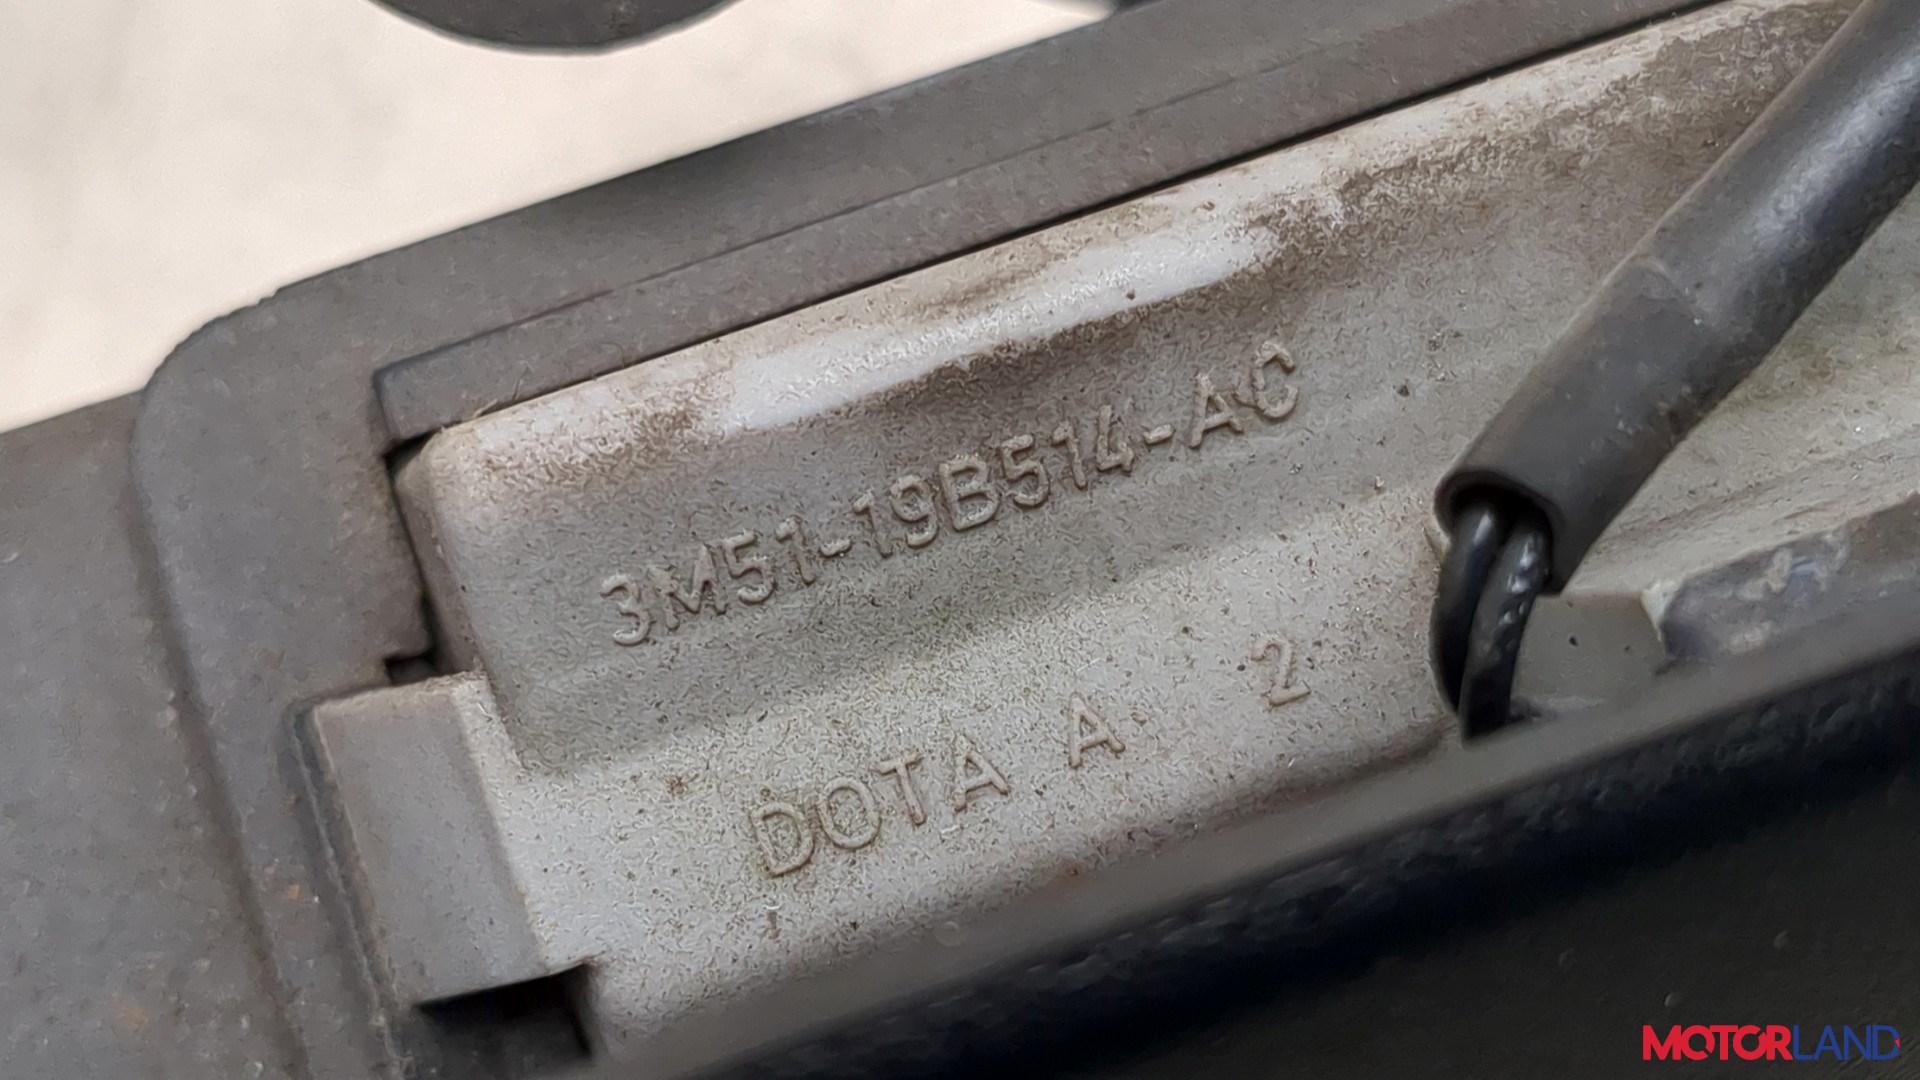 3M51-19B514-AC
DOTA A 2
MOTORLAND